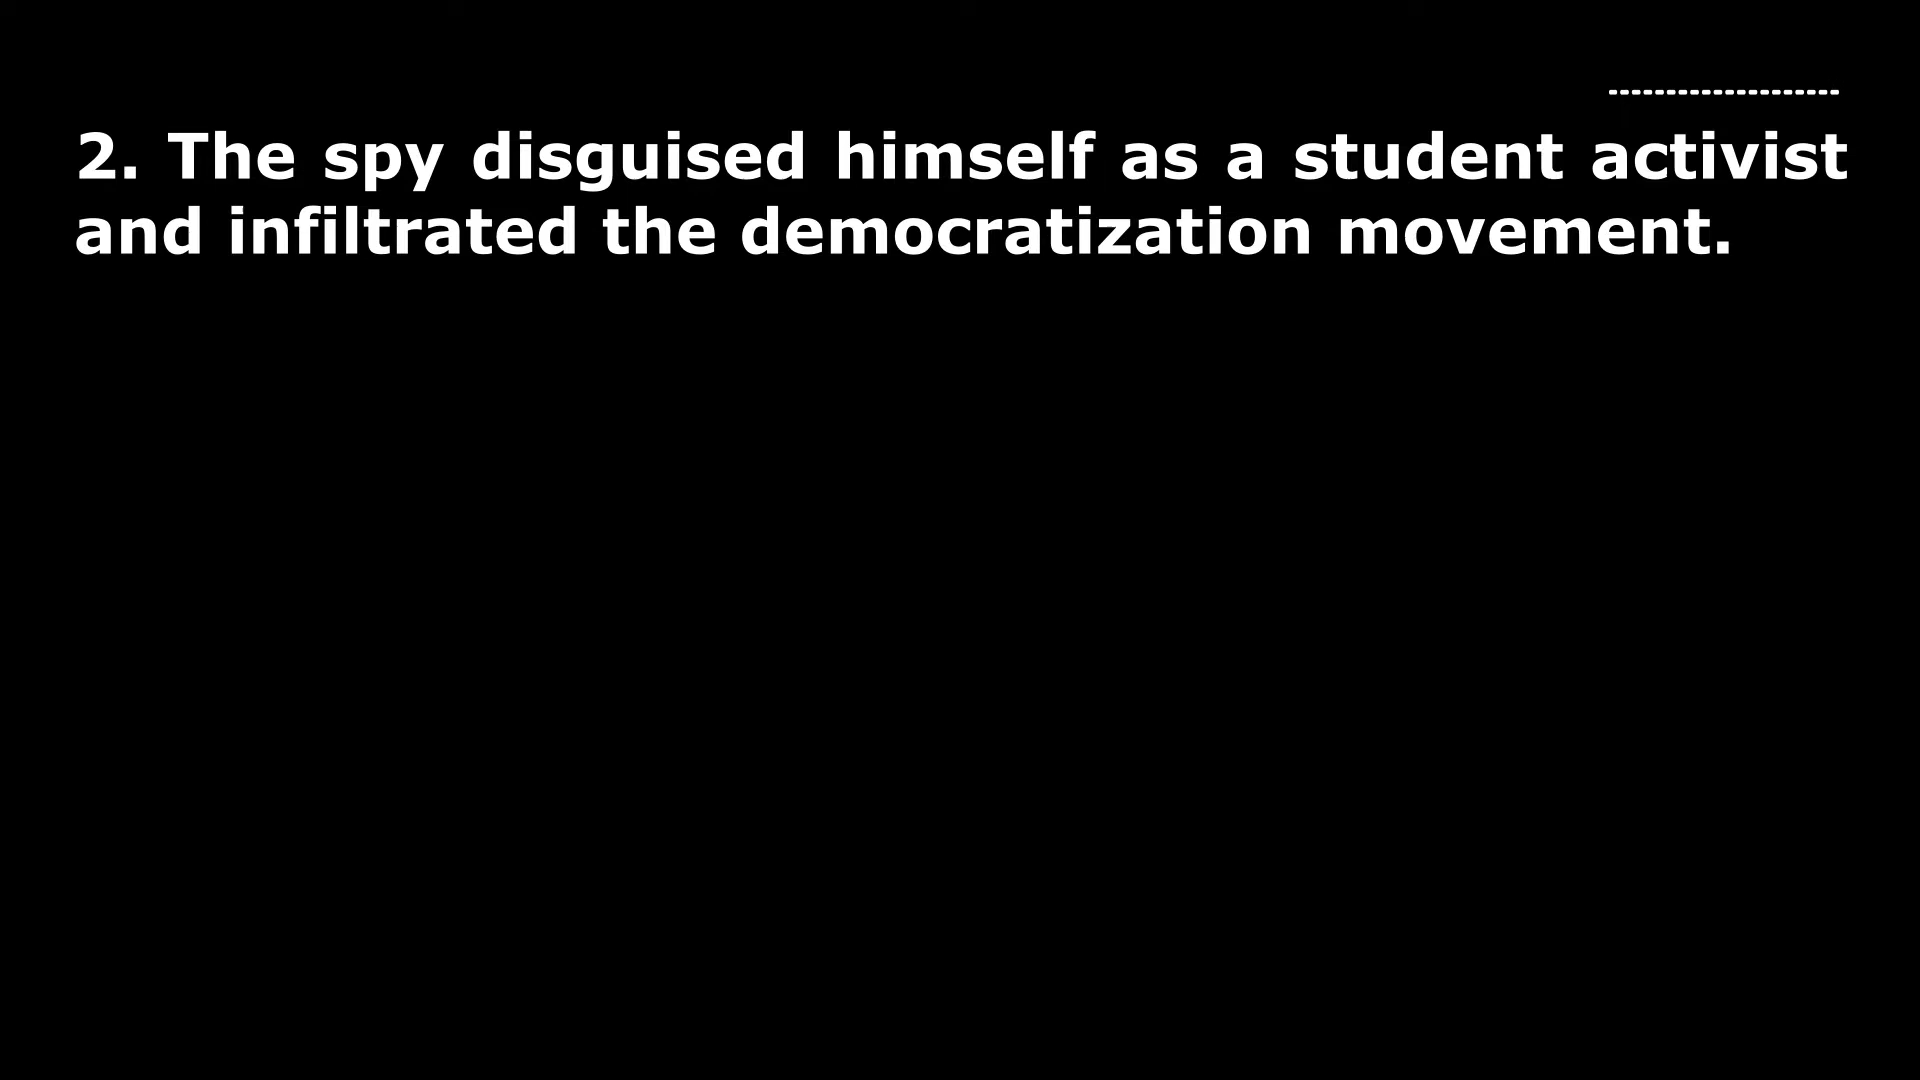 --------------------
2. The spy disguised himself as a student activist
and infiltrated the democratization movement.